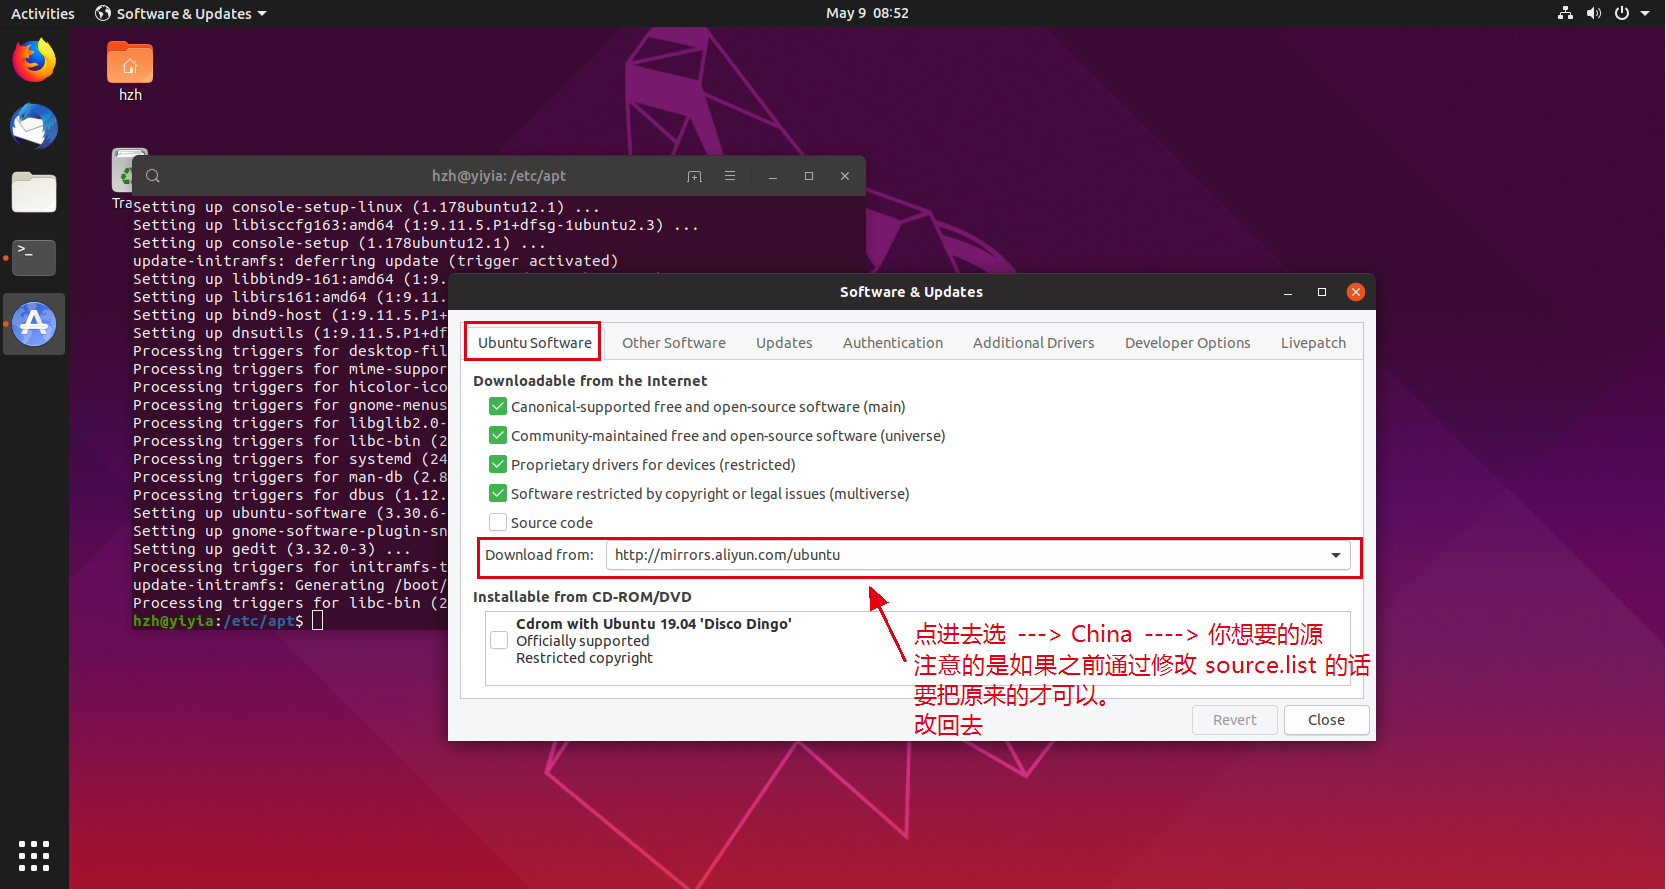 Activities
Software & Updates
May 9 08:52
hzh
Tra
hzh@yiyia: /etc/apt
Setting up console-setup-linux (1.178ubuntu12.1) ...
Setting up libisccfg163:amd64 (1:9.11.5.P1+dfsg-1ubuntu2.3) ...
Setting up console-setup (1.178ubuntu12.1) ...
update-initramfs: deferring update (trigger activated)
Setting up libbind9-161:amd64 (1:9.
Setting up libirs161:amd64 (1:9.11.
Setting up bind9-host (1:9.11.5.P1+
Setting up dnsutils (1:9.11.5.P1+df
Processing triggers for desktop-fil
Processing triggers for mime-suppor
Processing triggers for hicolor-ico
Processing triggers for gnome-menus
Processing triggers for libglib2.0-
Processing triggers for libc-bin (2
Processing triggers for systemd (24
Processing triggers for man-db (2.8
Processing triggers for dbus (1.12.
Setting up ubuntu-software (3.30.6-
Setting up gnome-software-plugin-sn
Setting up gedit (3.32.0-3) ...
Processing triggers for initramfs-t
update-initramfs: Generating /boot/
Processing triggers for libc-bin (2
hzh@yiyia:/etc/apt$
Software & Updates
Ubuntu Software
Other Software
Updates
Authentication
Additional Drivers
Developer Options
Livepatch
Downloadable from the Internet
Canonical-supported free and open-source software (main)
Community-maintained free and open-source software (universe)
Proprietary drivers for devices (restricted)
Software restricted by copyright or legal issues (multiverse)
Source code
Download from: http://mirrors.aliyun.com/ubuntu
Installable from CD-ROM/DVD
Cdrom with Ubuntu 19.04 'Disco Dingo'
Officially supported
Restricted copyright
点进去选 ---> China ----> 你想要的源
注意的是如果之前通过修改 source.list 的话
要把原来的才可以。
改回去
Revert
Close